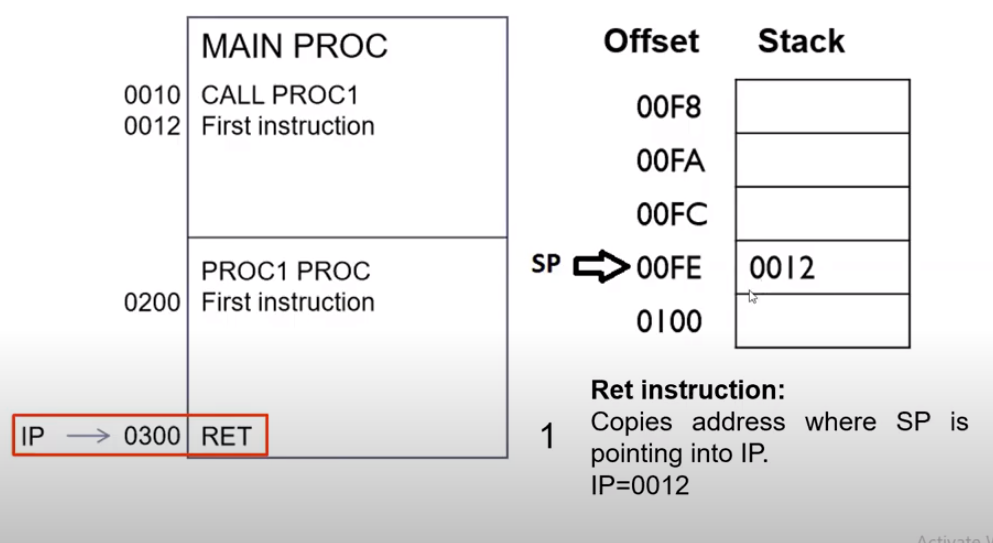 MAIN PROC
0010 CALL PROC1
0012 First instruction
PROC1 PROC
0200 First instruction
IP → 0300 RET
Offset Stack
00F8
00FA
00FC
SP 00FE 0012
0100
1
Ret instruction:
Copies address where SP is
pointing into IP.
IP=0012